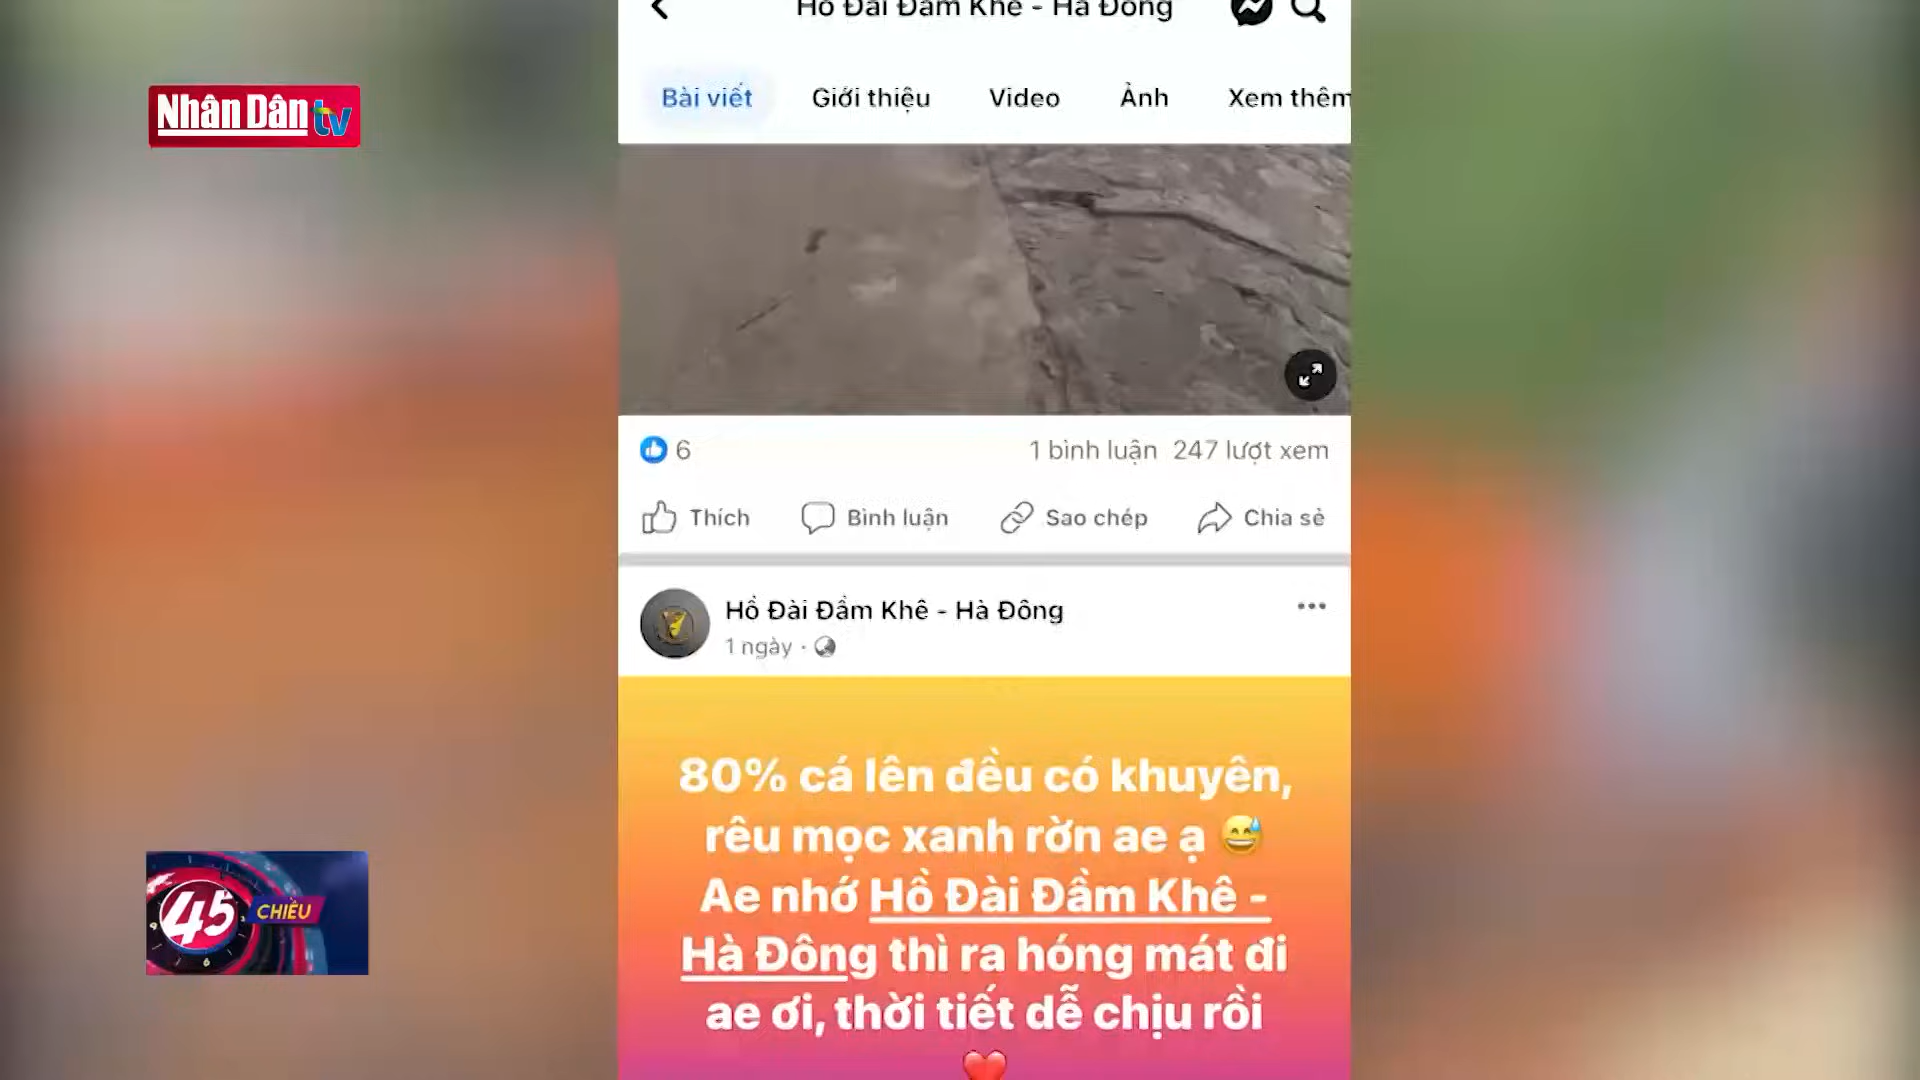 Hồ Đài Đầm Khê - Hà Đông
Nhân Dân tv
Bài viết Giới thiệu Video Ảnh Xem thêm
6 1 bình luận 247 lượt xem
Thích Bình luận Sao chép Chia sẻ
Hồ Đài Đầm Khê - Hà Đông
1 ngày ·
80% cá lên đều có khuyên,
rêu mọc xanh rờn ae ạ 😅
Ae nhớ Hồ Đài Đầm Khê -
Hà Đông thì ra hóng mát đi
ae ơi, thời tiết dễ chịu rồi
❤️
45 CHIỀU